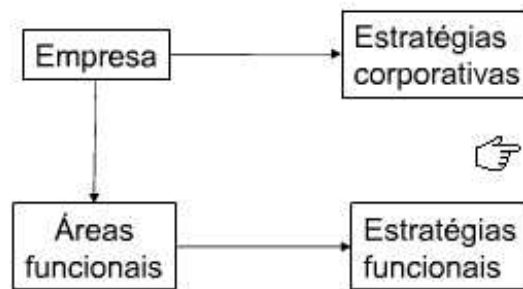 Empresa
Estratégias
corporativas
Áreas
funcionais
Estratégias
funcionais